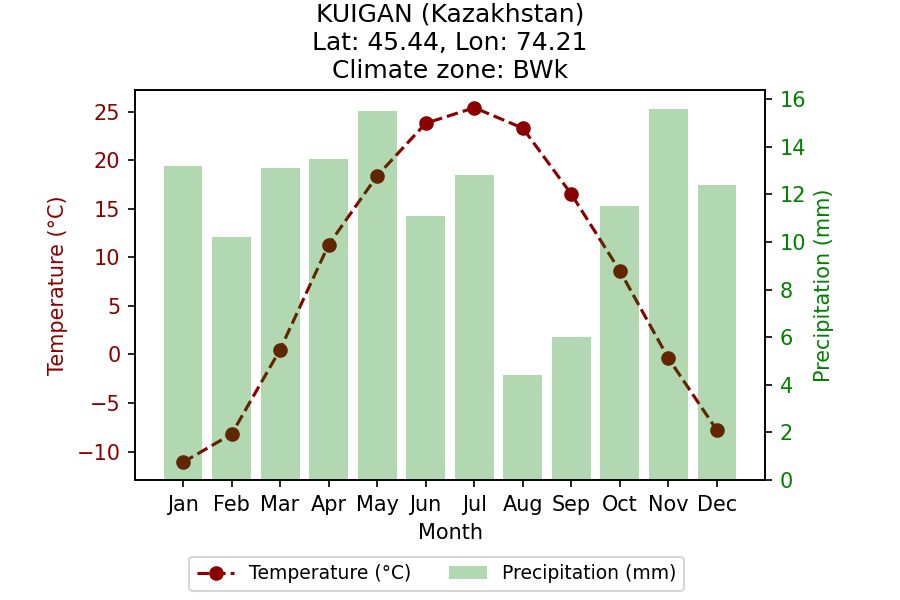 KUIGAN (Kazakhstan)
Lat: 45.44, Lon: 74.21
Climate zone: BWk
Temperature (°C)
25
20
15
10
5
0
−5
−10
16
14
12
10
8
6
4
2
0
Precipitation (mm)
Jan Feb Mar Apr May Jun Jul Aug Sep Oct Nov Dec
Month
Temperature (°C) Precipitation (mm)